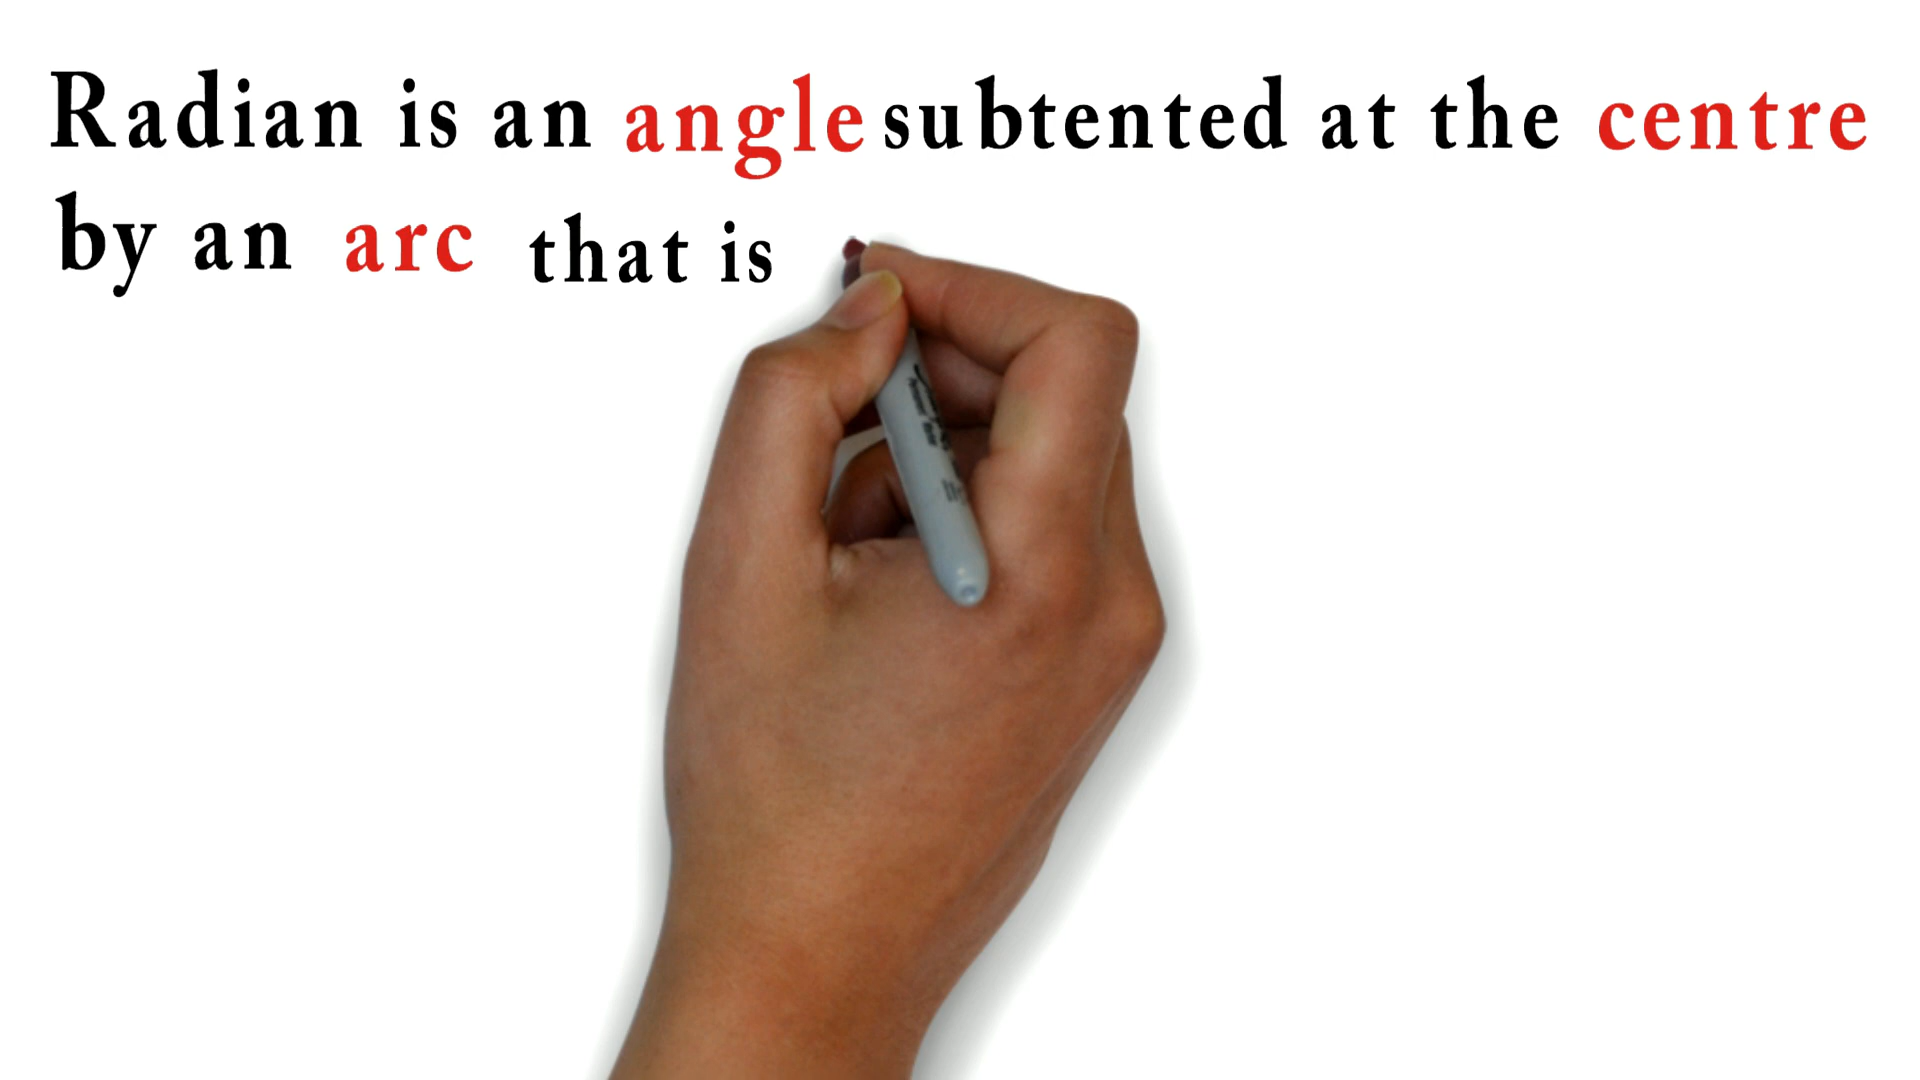 Radian is an angle subtented at the centre
by an arc that is